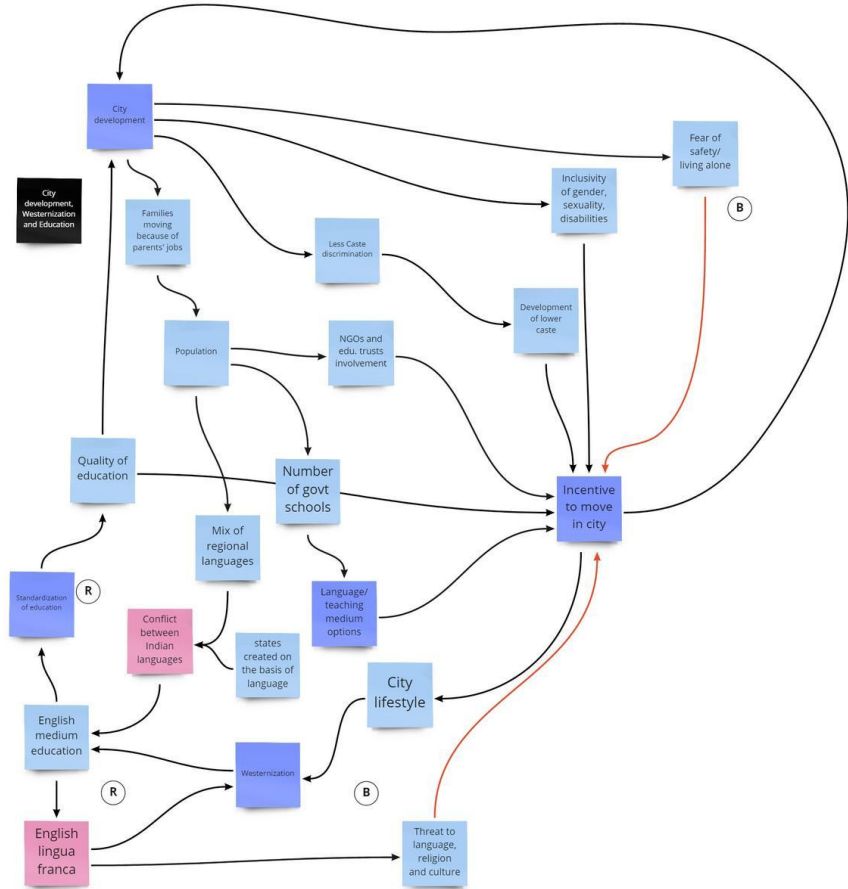 City
development
Fear of
safety/
living alone
Inclusivity
of gender,
sexuality,
disabilities
City
development,
Westernization
and Education
B
Families
moving
because of
parents' jobs
Less Caste
discrimination
Development
of lower
caste
Population
NGOs and
edu. trusts
involvement
Quality of
education
Number
of govt
schools
Incentive
to move
in city
Mix of
regional
languages
Standardization
of education
R
Language/
teaching
medium
options
Conflict
between
Indian
languages
states
created on
the basis of
language
City
lifestyle
English
medium
education
Westernization
R
B
English
lingua
franca
Threat to
language,
religion
and culture